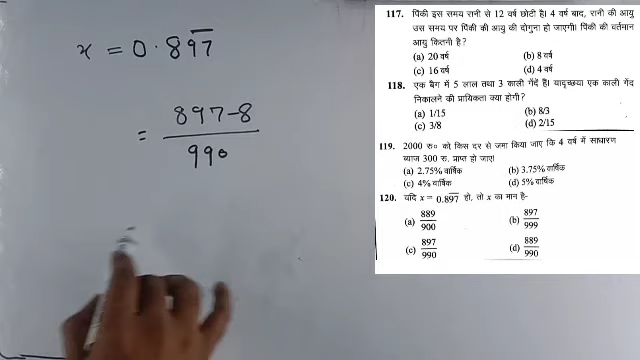 x = 0.89̅7̅
= 897-8
990
117. पिंकी इस समय रानी से 12 वर्ष छोटी है। 4 वर्ष बाद, रानी की आयु
उस समय पर पिंकी की आयु की दोगुना हो जाएगी। पिंकी की वर्तमान
आयु कितनी है?
(a) 20 वर्ष (b) 8 वर्ष
(c) 16 वर्ष (d) 4 वर्ष
118. एक बैग में 5 लाल तथा 3 काली गेंदें हैं। यादृच्छया एक काली गेंद
निकालने की प्रायिकता क्या होगी?
(a) 1/15 (b) 8/3
(c) 3/8 (d) 2/15
119. 2000 रु० को किस दर से जमा किया जाए कि 4 वर्ष में साधारण
ब्याज 300 रु. प्राप्त हो जाए।
(a) 2.75% वार्षिक (b) 3.75% वार्षिक
(c) 4% वार्षिक (d) 5% वार्षिक
120. यदि x = 0.89̅7̅ हो, तो x का मान है-
(a) 889/900 (b) 897/999
(c) 897/990 (d) 889/990